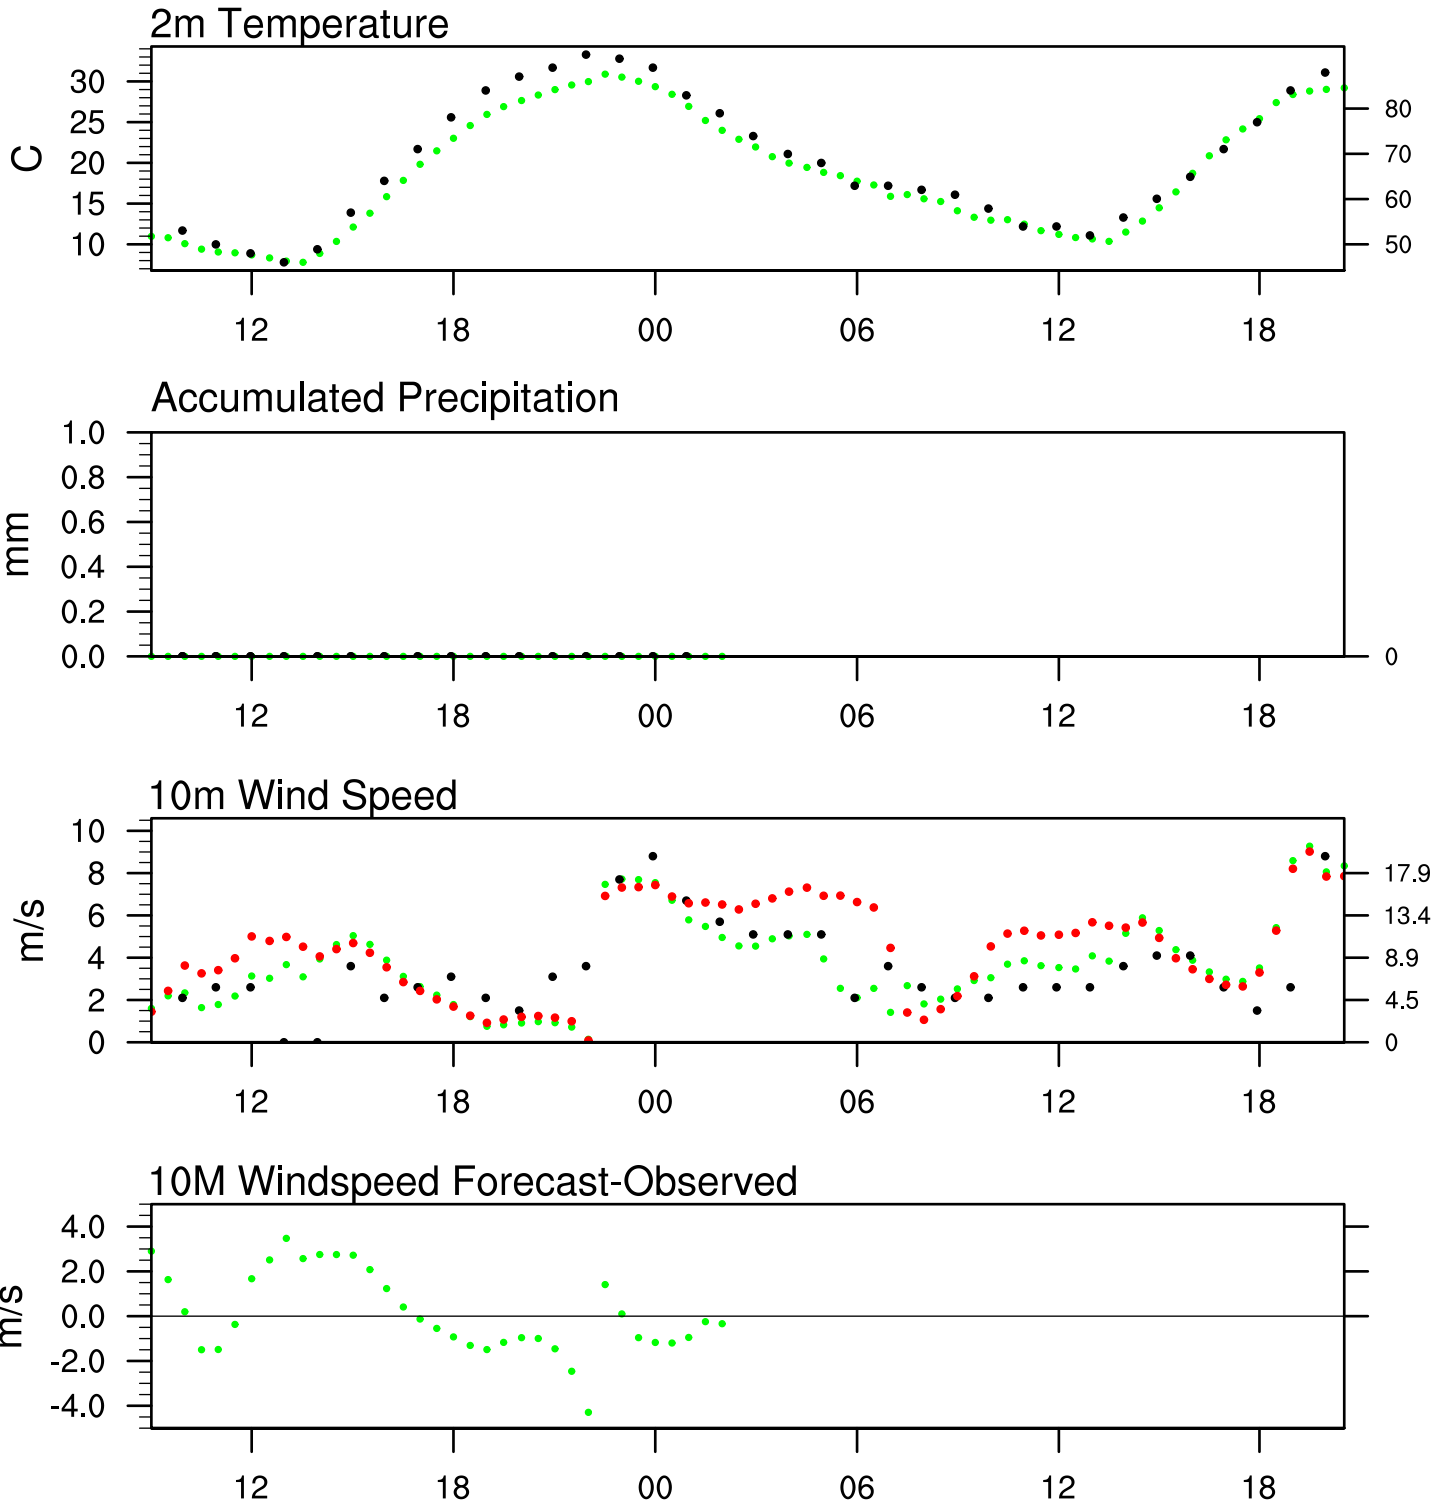 2m Temperature
30
25
20
15
10
C
80
70
60
50
12 18 00 06 12 18
Accumulated Precipitation
1.0
0.8
0.6
0.4
0.2
0.0
mm
0
12 18 00 06 12 18
10m Wind Speed
10
8
6
4
2
0
m/s
17.9
13.4
8.9
4.5
0
12 18 00 06 12 18
10M Windspeed Forecast-Observed
4.0
2.0
0.0
-2.0
-4.0
m/s
12 18 00 06 12 18